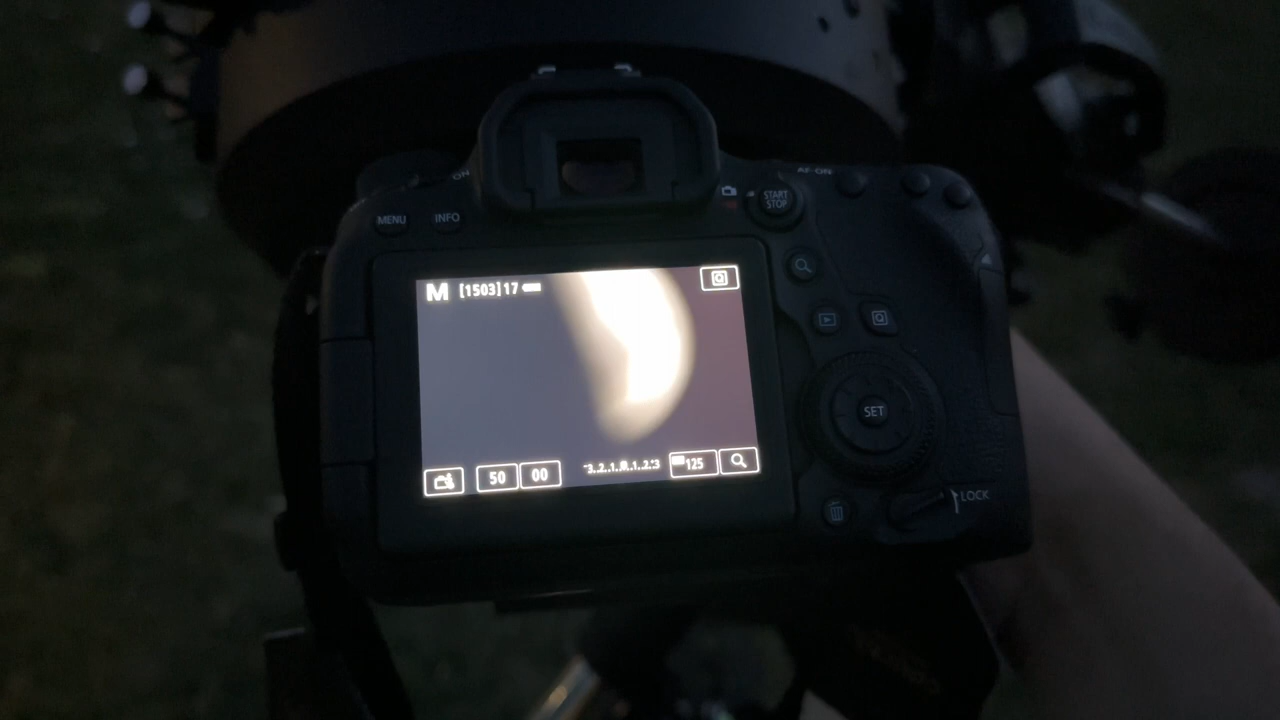 ON
AF-ON
START
STOP
MENU INFO
M [1503] 17
Q
Q
SET
50 00 -3..2..1..0..1..2..+3 125
LOCK